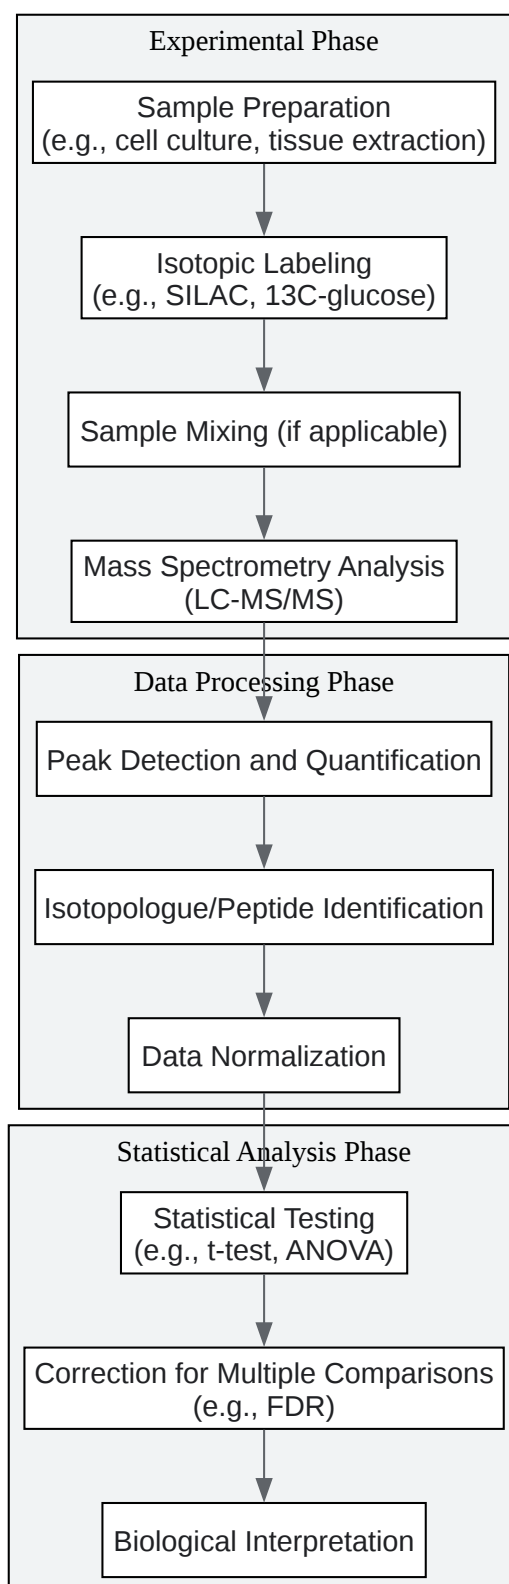 Experimental Phase
Sample Preparation
(e.g., cell culture, tissue extraction)
Isotopic Labeling
(e.g., SILAC, 13C-glucose)
Sample Mixing (if applicable)
Mass Spectrometry Analysis
(LC-MS/MS)
Data Processing Phase
Peak Detection and Quantification
Isotopologue/Peptide Identification
Data Normalization
Statistical Analysis Phase
Statistical Testing
(e.g., t-test, ANOVA)
Correction for Multiple Comparisons
(e.g., FDR)
Biological Interpretation